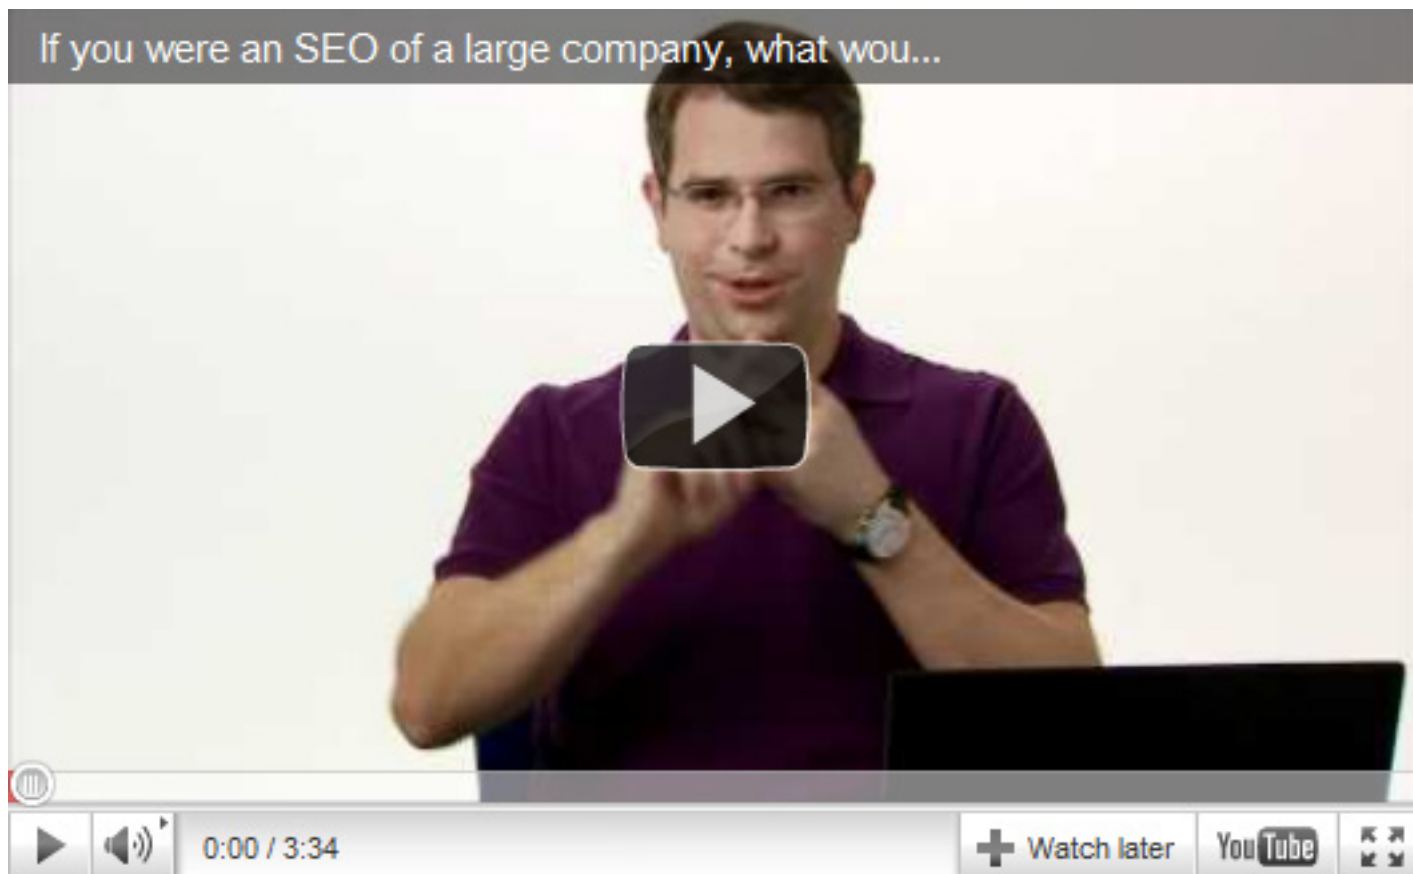 If you were an SEO of a large company, what wou...
0:00 / 3:34
Watch later
YouTube